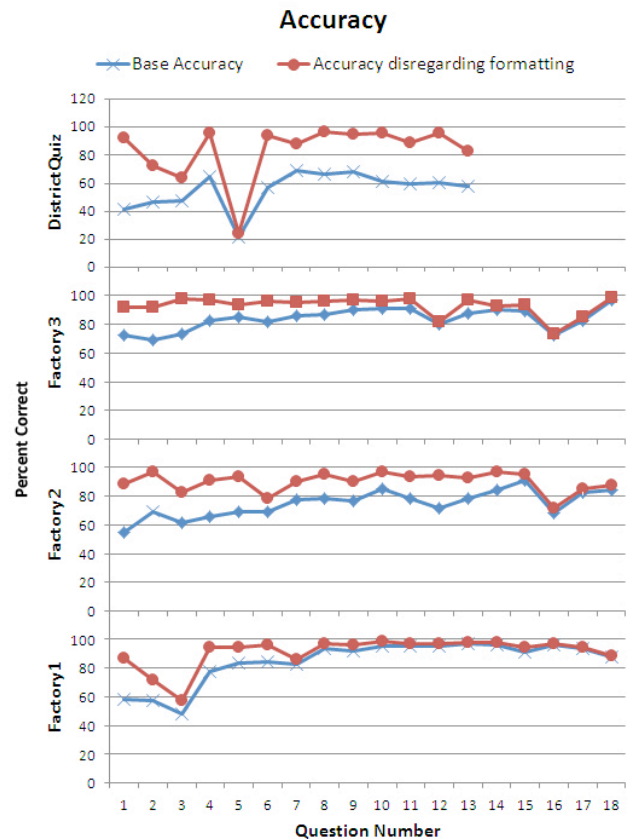 Accuracy
Base Accuracy
Accuracy disregarding formatting
DistrictQuiz
120
100
80
60
40
20
0
Percent Correct
Factory3
100
80
60
40
20
0
Factory2
100
80
60
40
20
0
Factory1
100
80
60
40
20
0
1 2 3 4 5 6 7 8 9 10 11 12 13 14 15 16 17 18
Question Number